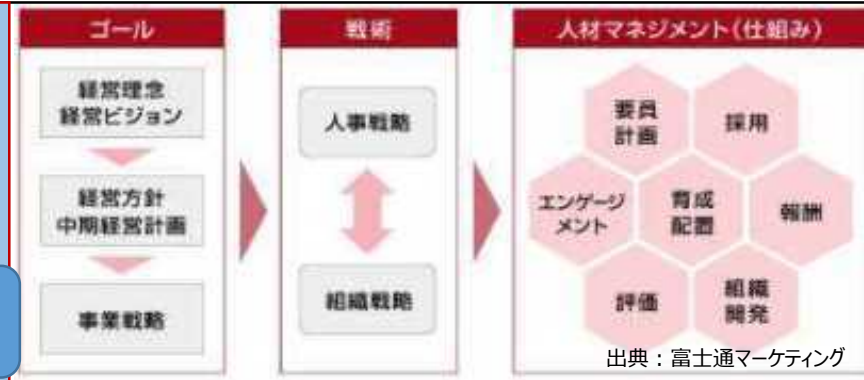 ゴール
経営理念
経営ビジョン
経営方針
中期経営計画
事業戦略
戦術
人事戦略
組織戦略
人材マネジメント(仕組み)
要員
計画
採用
エンゲージ
メント
育成
配置
報酬
評価
組織
開発
出典：富士通マーケティング